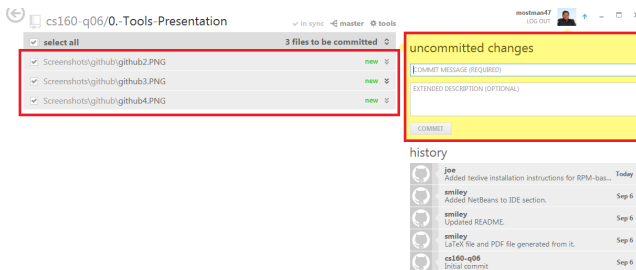 cs160-q06/0.-Tools-Presentation
in sync master tools
mostman47
LOG OUT
select all 3 files to be committed
Screenshots\github\github2.PNG new
Screenshots\github\github3.PNG new
Screenshots\github\github4.PNG new
uncommitted changes
COMMIT MESSAGE (REQUIRED)
EXTENDED DESCRIPTION (OPTIONAL)
COMMIT
history
joe
Added texlive installation instructions for RPM-bas... Today
smiley
Added NetBeans to IDE section. Sep 6
smiley
Updated README. Sep 6
smiley
LaTeX file and PDF file generated from it. Sep 6
cs160-q06
Initial commit Sep 6